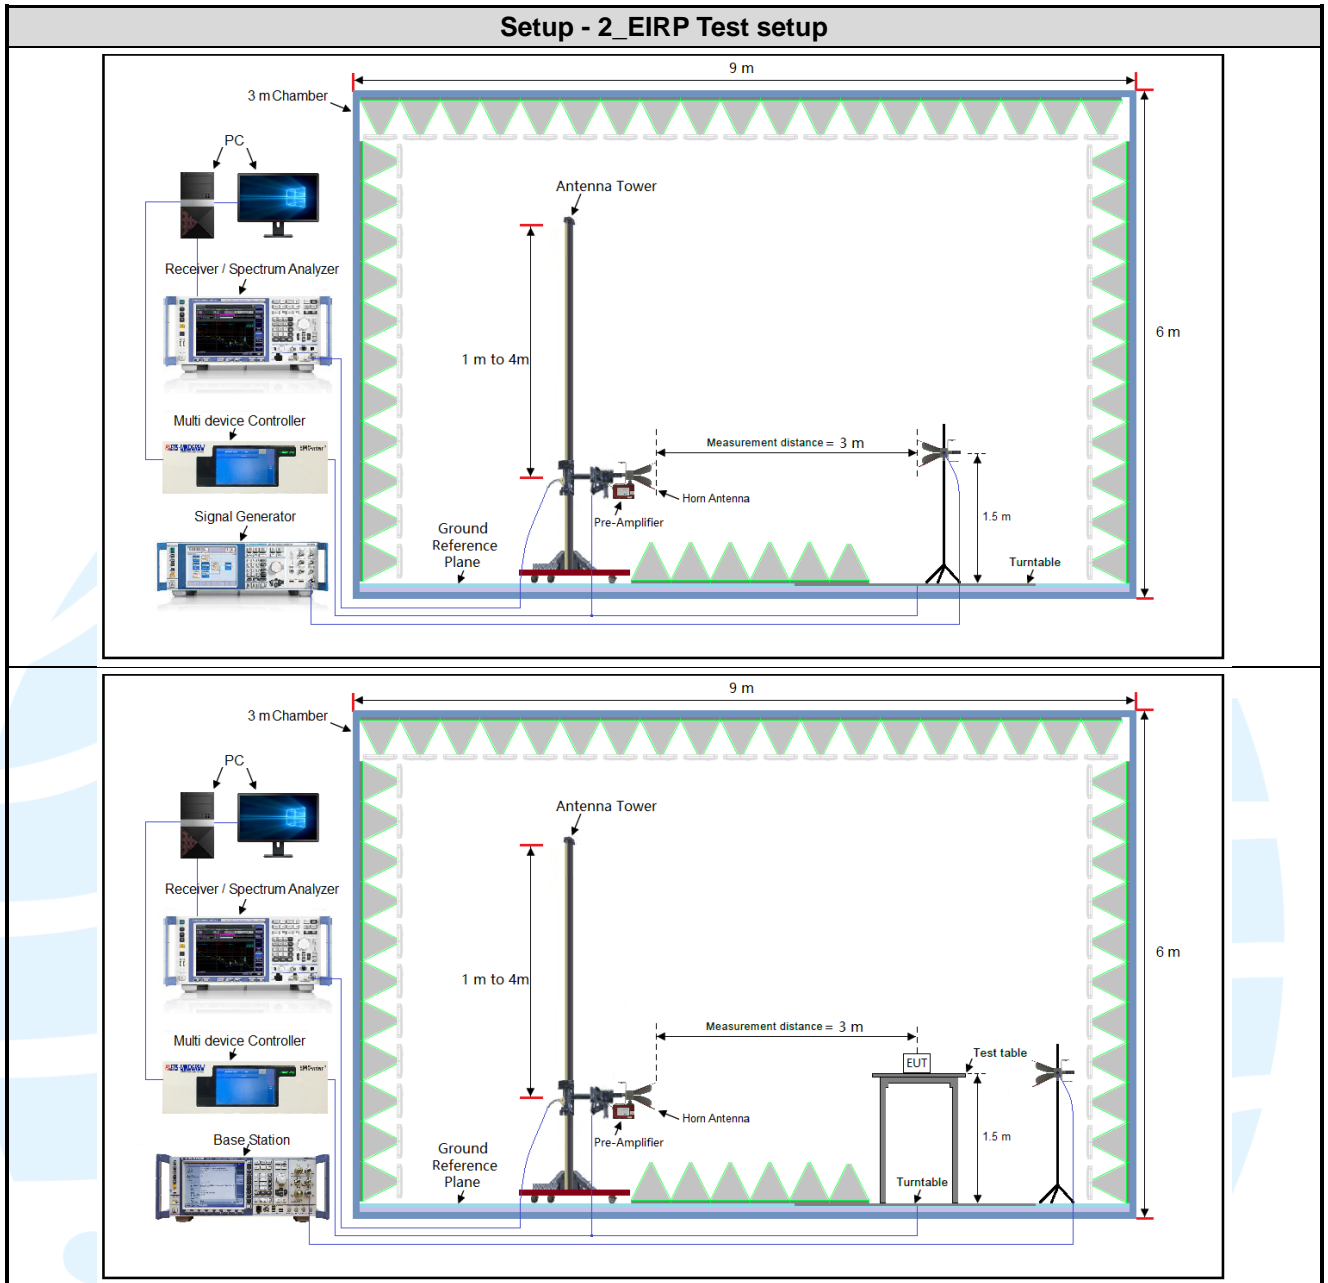 Setup - 2_EIRP Test setup
9 m
3 m Chamber
PC
Antenna Tower
Receiver / Spectrum Analyzer
6 m
1 m to 4m
Multi device Controller
Measurement distance = 3 m
Horn Antenna
Signal Generator
Pre-Amplifier
1.5 m
Ground
Reference
Plane
Turntable
9 m
3 m Chamber
PC
Antenna Tower
Receiver / Spectrum Analyzer
6 m
1 m to 4m
Measurement distance = 3 m
Multi device Controller
EUT
Test table
Horn Antenna
Base Station
Pre-Amplifier
1.5 m
Ground
Reference
Plane
Turntable